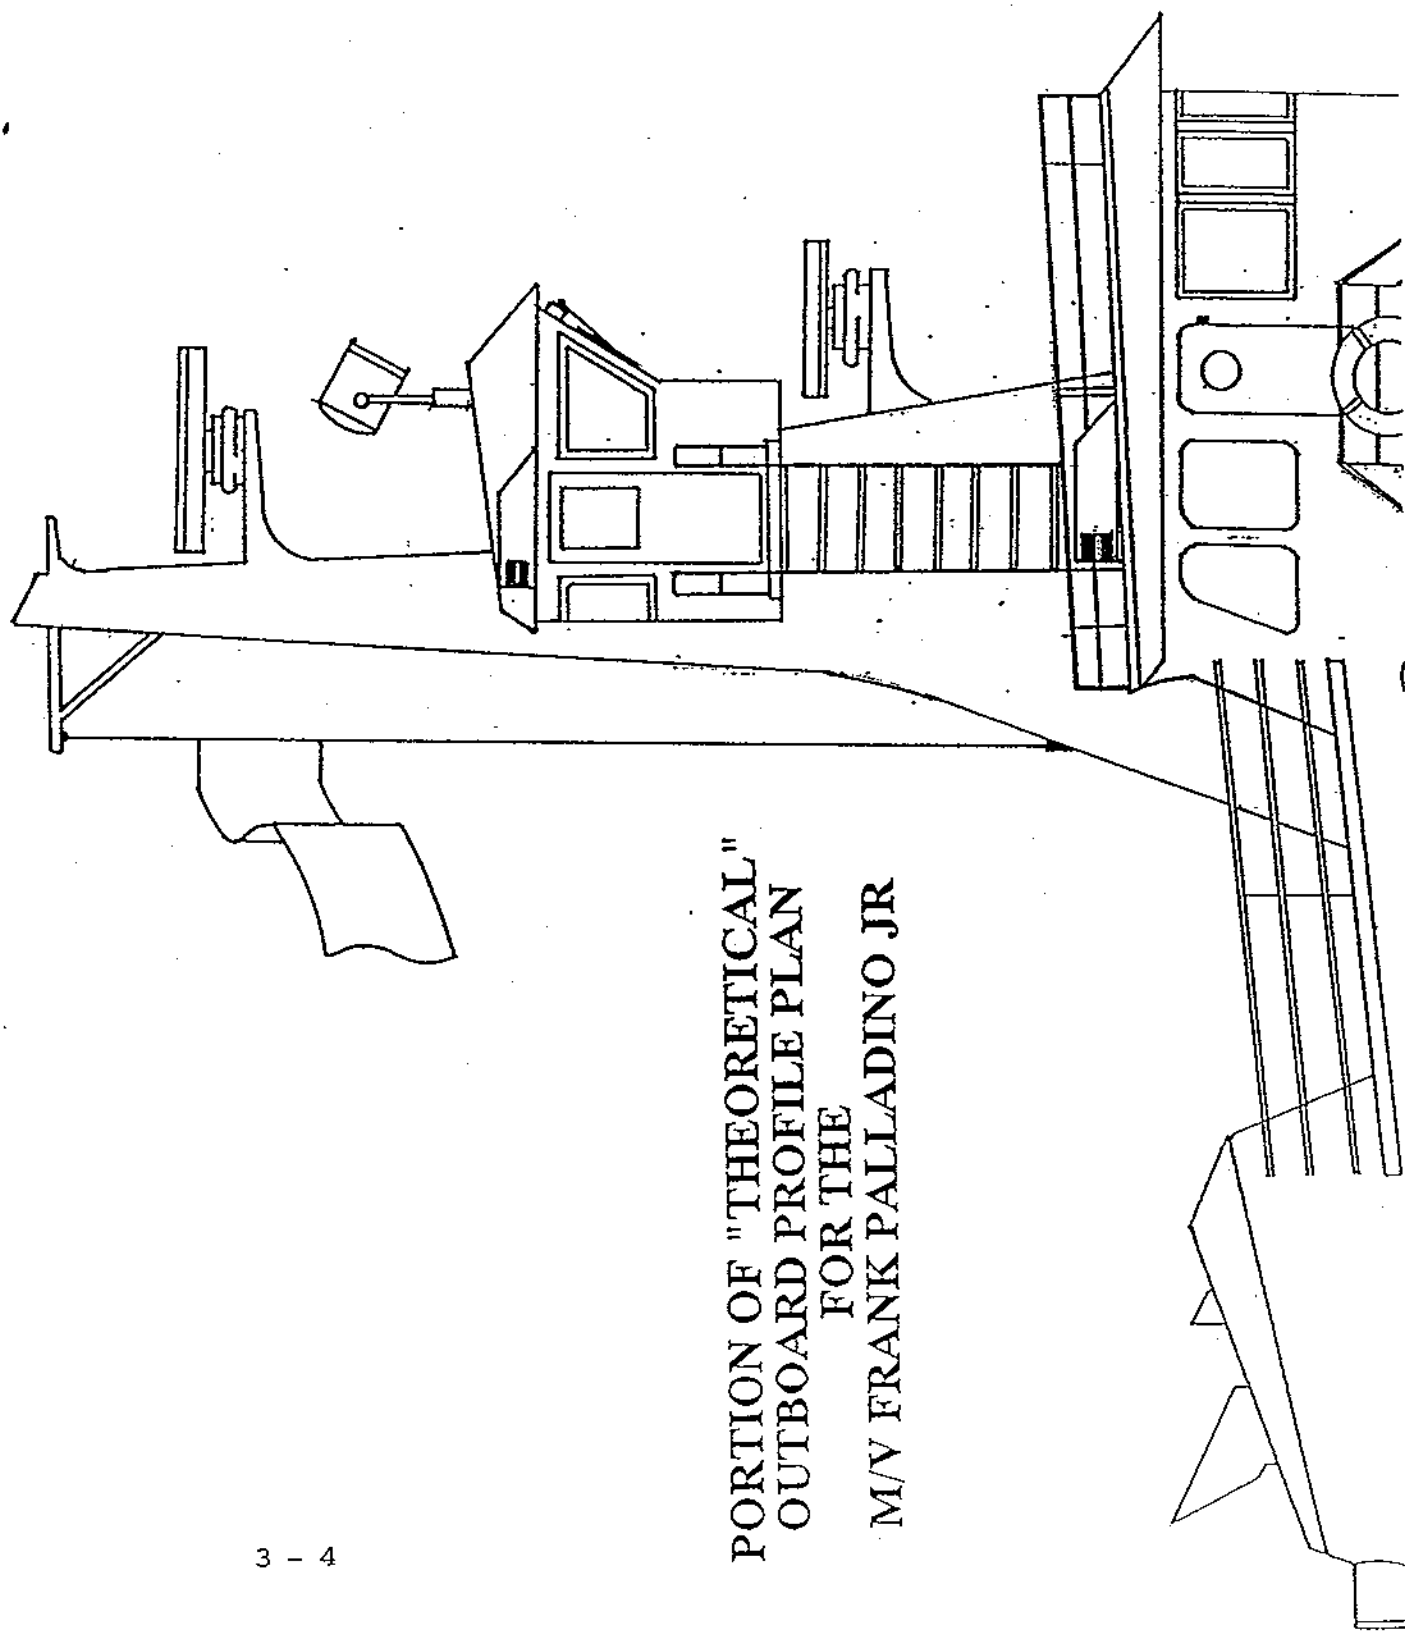 PORTION OF "THEORETICAL"
OUTBOARD PROFILE PLAN
FOR THE
M/V FRANK PALLADINO JR
3 - 4